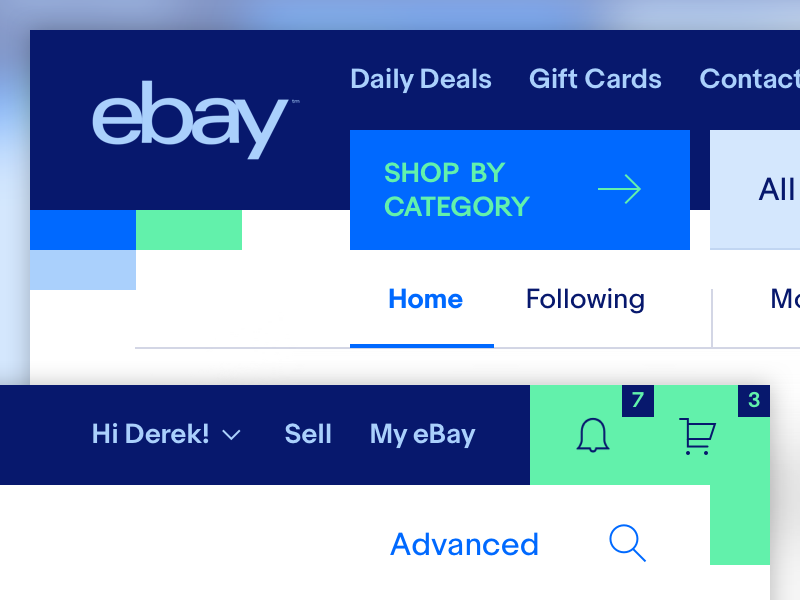 Daily Deals Gift Cards Contact
ebay
SHOP BY
CATEGORY
All
Home Following
7 3
Hi Derek! Sell My eBay
Advanced